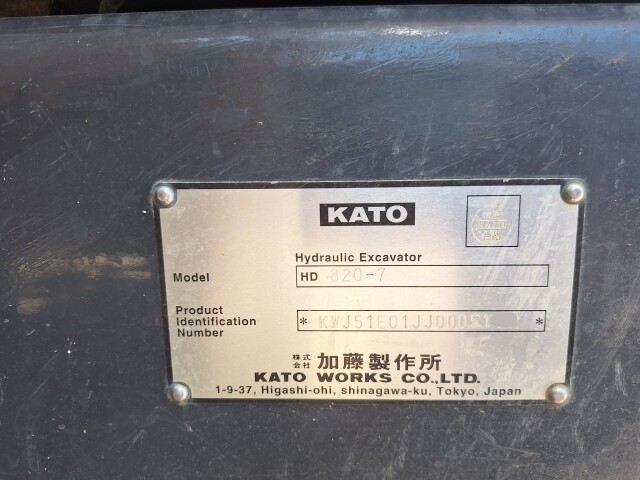 KATO
Hydraulic Excavator
Model HD 820-7
Product
Identification
Number
株式
会社 加藤製作所
KATO WORKS CO.,LTD.
1-9-37, Higashi-ohi, shinagawa-ku, Tokyo, Japan